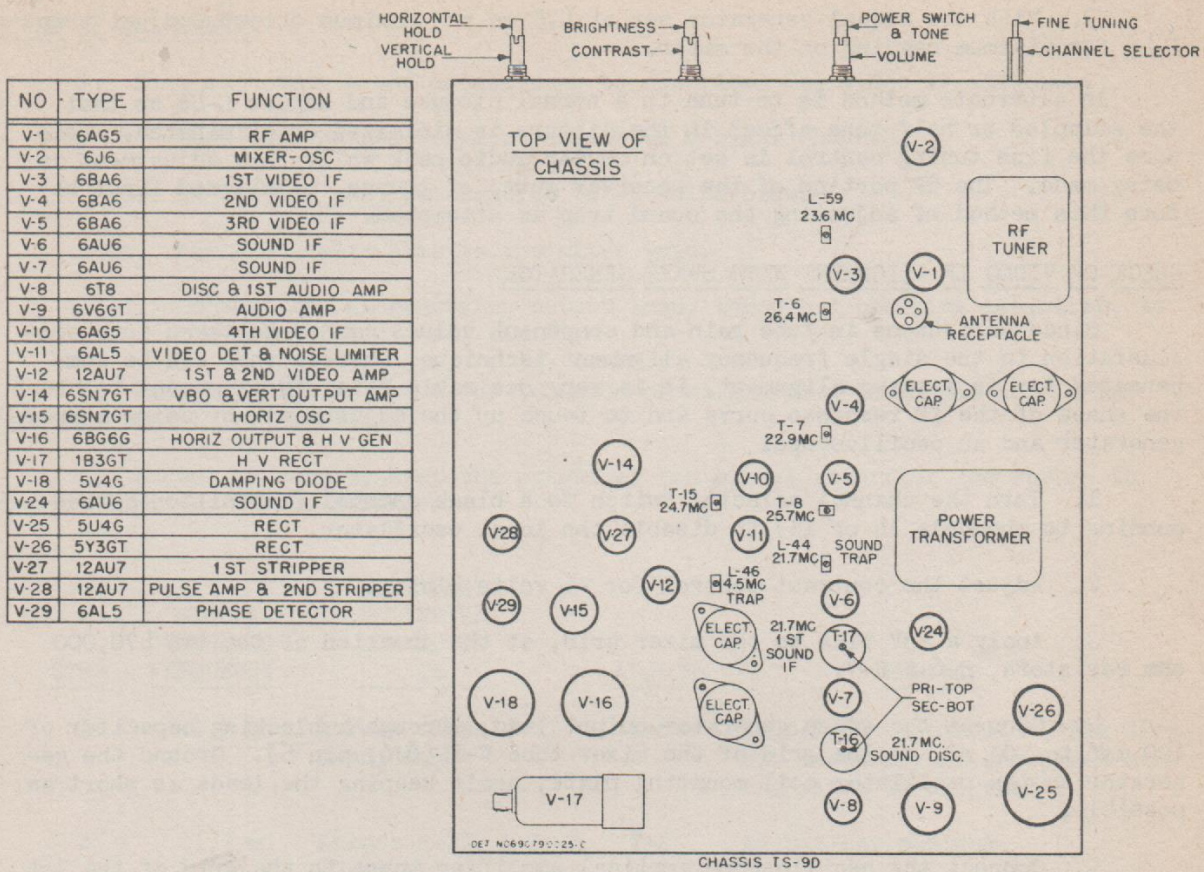 HORIZONTAL HOLD
VERTICAL HOLD
BRIGHTNESS
CONTRAST
POWER SWITCH & TONE
VOLUME
FINE TUNING
CHANNEL SELECTOR
NO TYPE FUNCTION
V-1 6AG5 RF AMP
V-2 6J6 MIXER-OSC
V-3 6BA6 1ST VIDEO IF
V-4 6BA6 2ND VIDEO IF
V-5 6BA6 3RD VIDEO IF
V-6 6AU6 SOUND IF
V-7 6AU6 SOUND IF
V-8 6T8 DISC & 1ST AUDIO AMP
V-9 6V6GT AUDIO AMP
V-10 6AG5 4TH VIDEO IF
V-11 6AL5 VIDEO DET & NOISE LIMITER
V-12 12AU7 1ST & 2ND VIDEO AMP
V-14 6SN7GT VBO & VERT OUTPUT AMP
V-15 6SN7GT HORIZ OSC
V-16 6BG6G HORIZ OUTPUT & H V GEN
V-17 1B3GT H V RECT
V-18 5V4G DAMPING DIODE
V-24 6AU6 SOUND IF
V-25 5U4G RECT
V-26 5Y3GT RECT
V-27 12AU7 1ST STRIPPER
V-28 12AU7 PULSE AMP & 2ND STRIPPER
V-29 6AL5 PHASE DETECTOR
TOP VIEW OF
CHASSIS
V-2
L-59
23.6 MC
RF
TUNER
V-3
V-1
T-6
26.4 MC
ANTENNA
RECEPTACLE
ELECT.
CAP.
ELECT.
CAP.
V-4
T-7
22.9MC
V-14
V-10
V-5
T-15
24.7MC
T-8
25.7MC
POWER
TRANSFORMER
V-28
V-27
V-11
L-44
21.7MC
SOUND
TRAP
V-12
L-46
4.5MC
TRAP
V-29
V-15
V-6
ELECT.
CAP.
21.7MC
1 ST
SOUND
IF
T-17
V-24
V-18
V-16
ELECT.
CAP.
V-7
PRI-TOP
SEC-BOT
V-26
T-16
21.7 MC.
SOUND DISC.
V-17
V-8
V-9
V-25
CHASSIS TS-9D